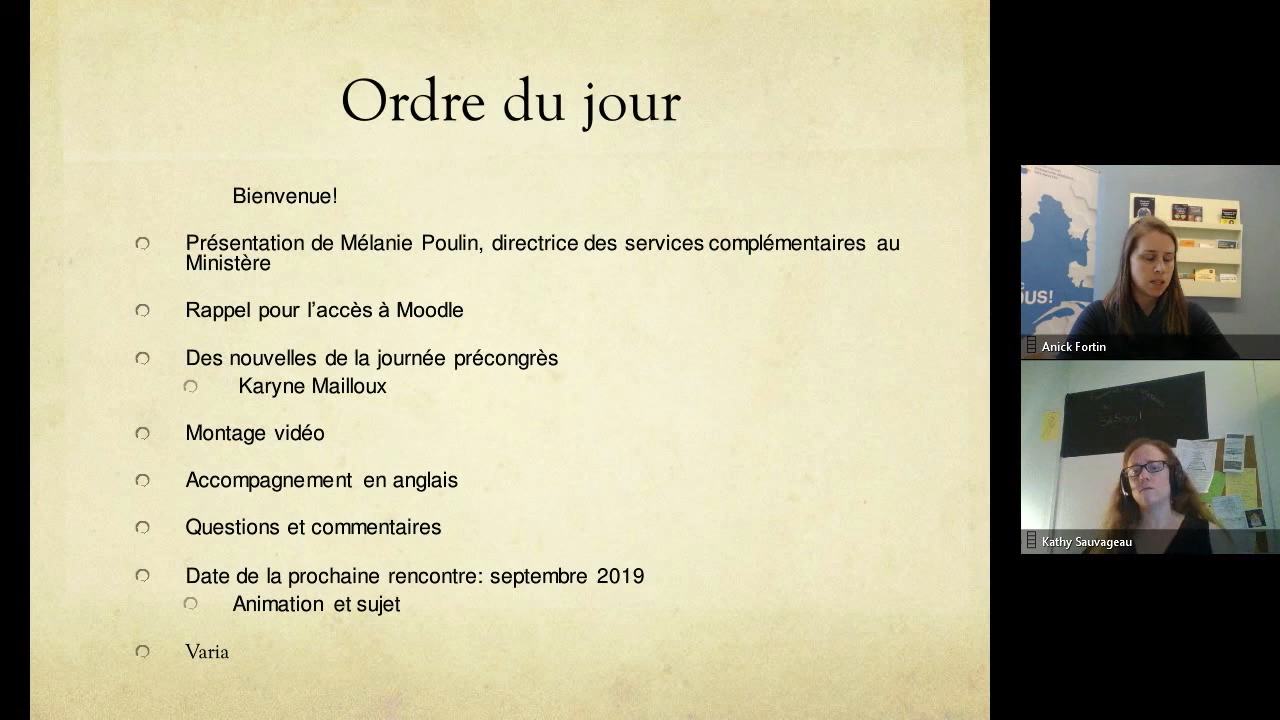 Ordre du jour
Bienvenue!
Présentation de Mélanie Poulin, directrice des services complémentaires au
Ministère
Rappel pour l'accès à Moodle
Des nouvelles de la journée précongrès
Karyne Mailloux
Montage vidéo
Accompagnement en anglais
Questions et commentaires
Date de la prochaine rencontre: septembre 2019
Animation et sujet
Varia
OUS!
Anick Fortin
Kathy Sauvageau